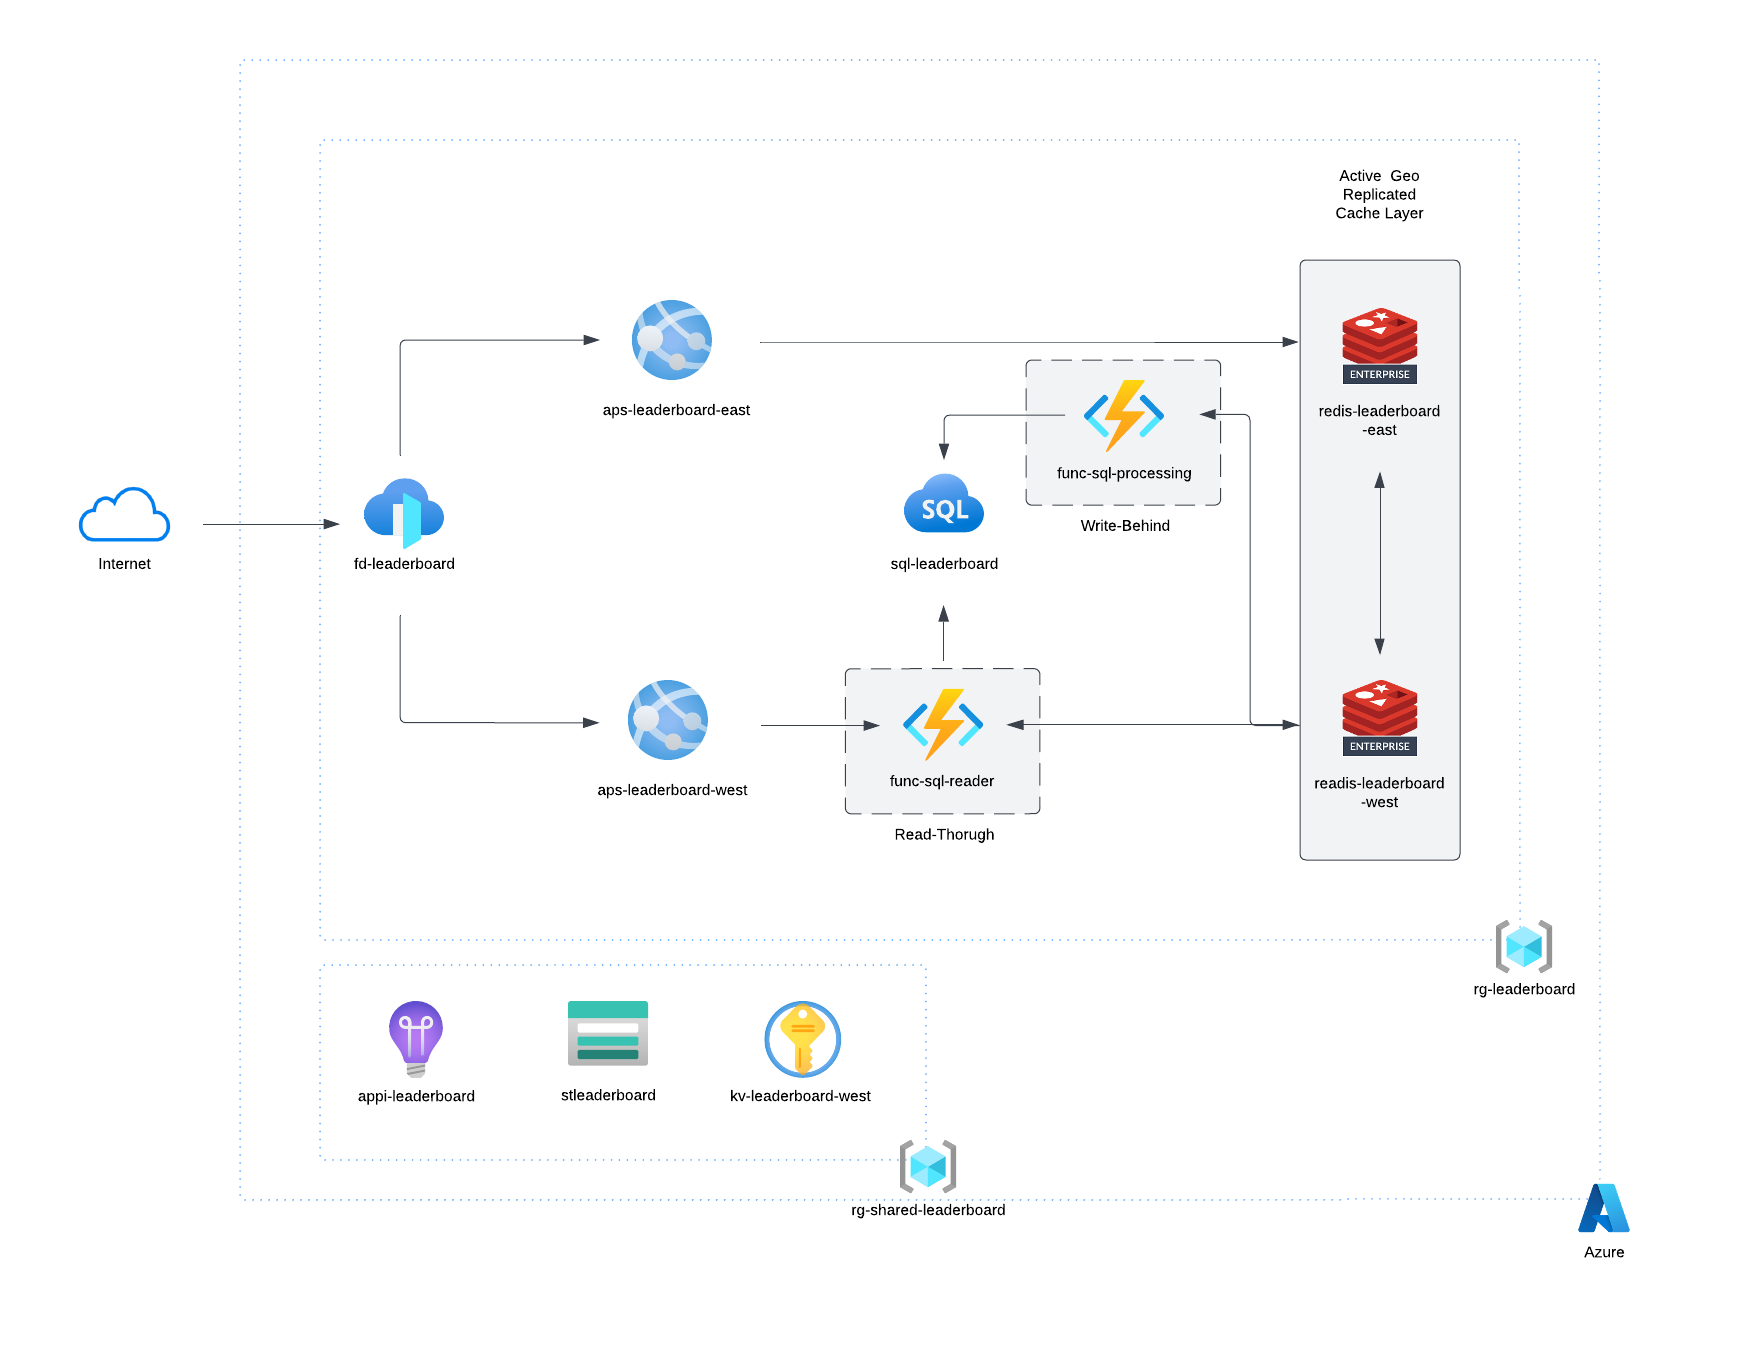 Active  Geo
Replicated
Cache Layer
ENTERPRISE
redis-leaderboard
-east
aps-leaderboard-east
func-sql-processing
SQL
Write-Behind
Internet
fd-leaderboard
sql-leaderboard
ENTERPRISE
readis-leaderboard
-west
aps-leaderboard-west
func-sql-reader
Read-Thorugh
rg-leaderboard
appi-leaderboard
stleaderboard
kv-leaderboard-west
rg-shared-leaderboard
Azure